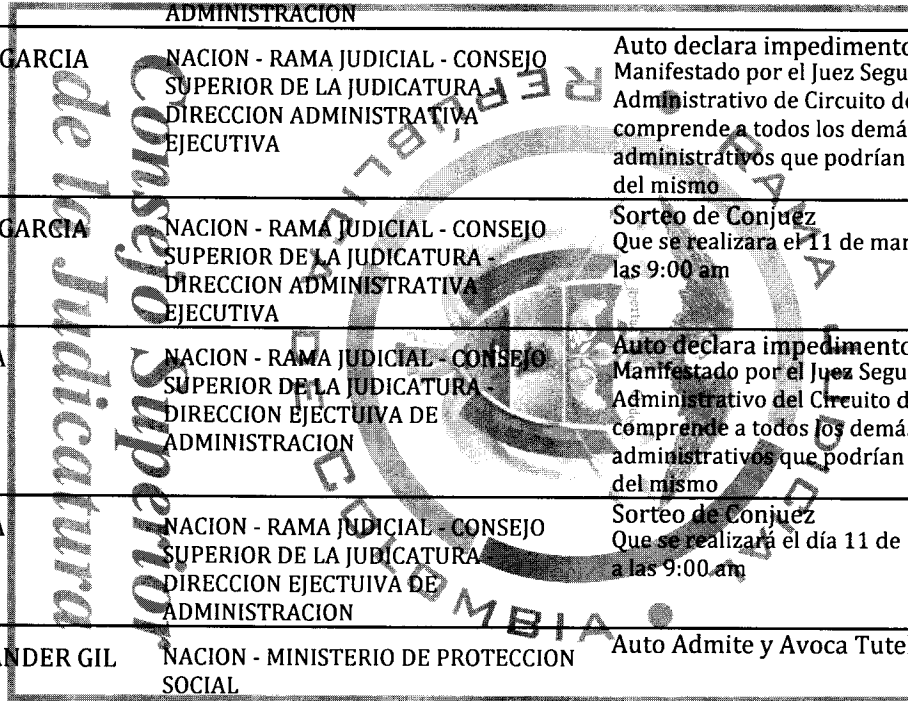 ADMINISTRACION
GARCIA
NACION - RAMA JUDICIAL - CONSEJO
SUPERIOR DE LA JUDICATURA -
DIRECCION ADMINISTRATIVA
EJECUTIVA
Auto declara impedimento
Manifestado por el Juez Segu
Administrativo de Circuito de
comprende a todos los demá
administrativos que podrían
del mismo
GARCIA
NACION - RAMA JUDICIAL - CONSEJO
SUPERIOR DE LA JUDICATURA -
DIRECCION ADMINISTRATIVA
EJECUTIVA
Sorteo de Conjuez
Que se realizara el 11 de mar
las 9:00 am
A
NACION - RAMA JUDICIAL - CONSEJO
SUPERIOR DE LA JUDICATURA -
DIRECCION EJECTUIVA DE
ADMINISTRACION
Auto declara impedimento
Manifestado por el Juez Segu
Administrativo del Circuito d
comprende a todos los demá
administrativos que podrían
del mismo
A
NACION - RAMA JUDICIAL - CONSEJO
SUPERIOR DE LA JUDICATURA -
DIRECCION EJECTUIVA DE
ADMINISTRACION
Sorteo de Conjuez
Que se realizará el día 11 de
a las 9:00 am
ANDER GIL
NACION - MINISTERIO DE PROTECCION
SOCIAL
Auto Admite y Avoca Tute
Consejo Superior
de la Judicatura
REPÚBLICA DE COLOMBIA
RAMA JUDICIAL